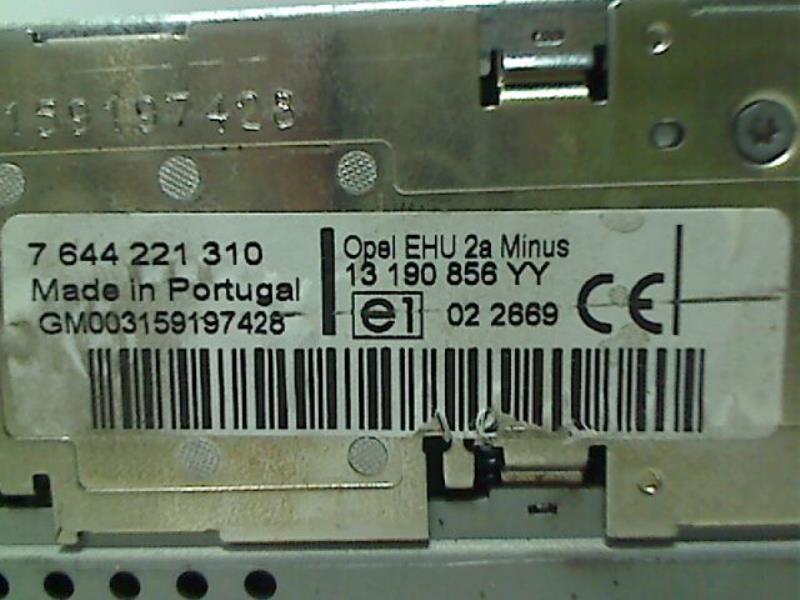 159197428
7 644 221 310
Made in Portugal
GM003159197428
Opel EHU 2a Minus
13 190 856 YY
e1 02 2669 CE